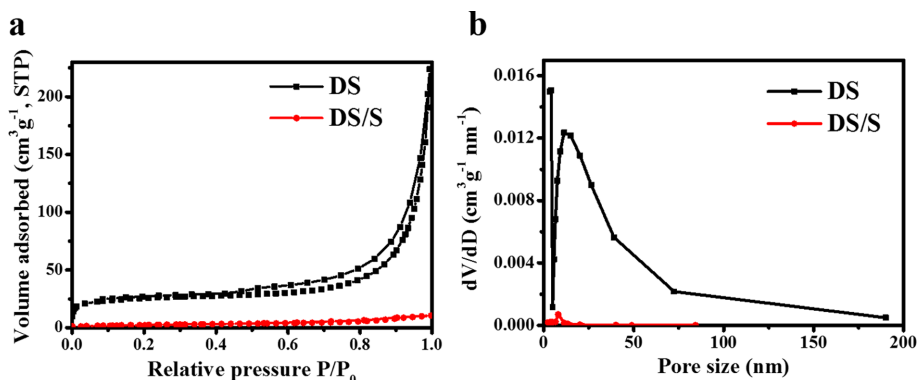 a
Volume adsorbed (cm³g⁻¹, STP)
200
150
100
50
0
0.0 0.2 0.4 0.6 0.8 1.0
Relative pressure P/P₀
DS
DS/S
b
dV/dD (cm³g⁻¹ nm⁻¹)
0.016
0.012
0.008
0.004
0.000
0 50 100 150 200
Pore size (nm)
DS
DS/S